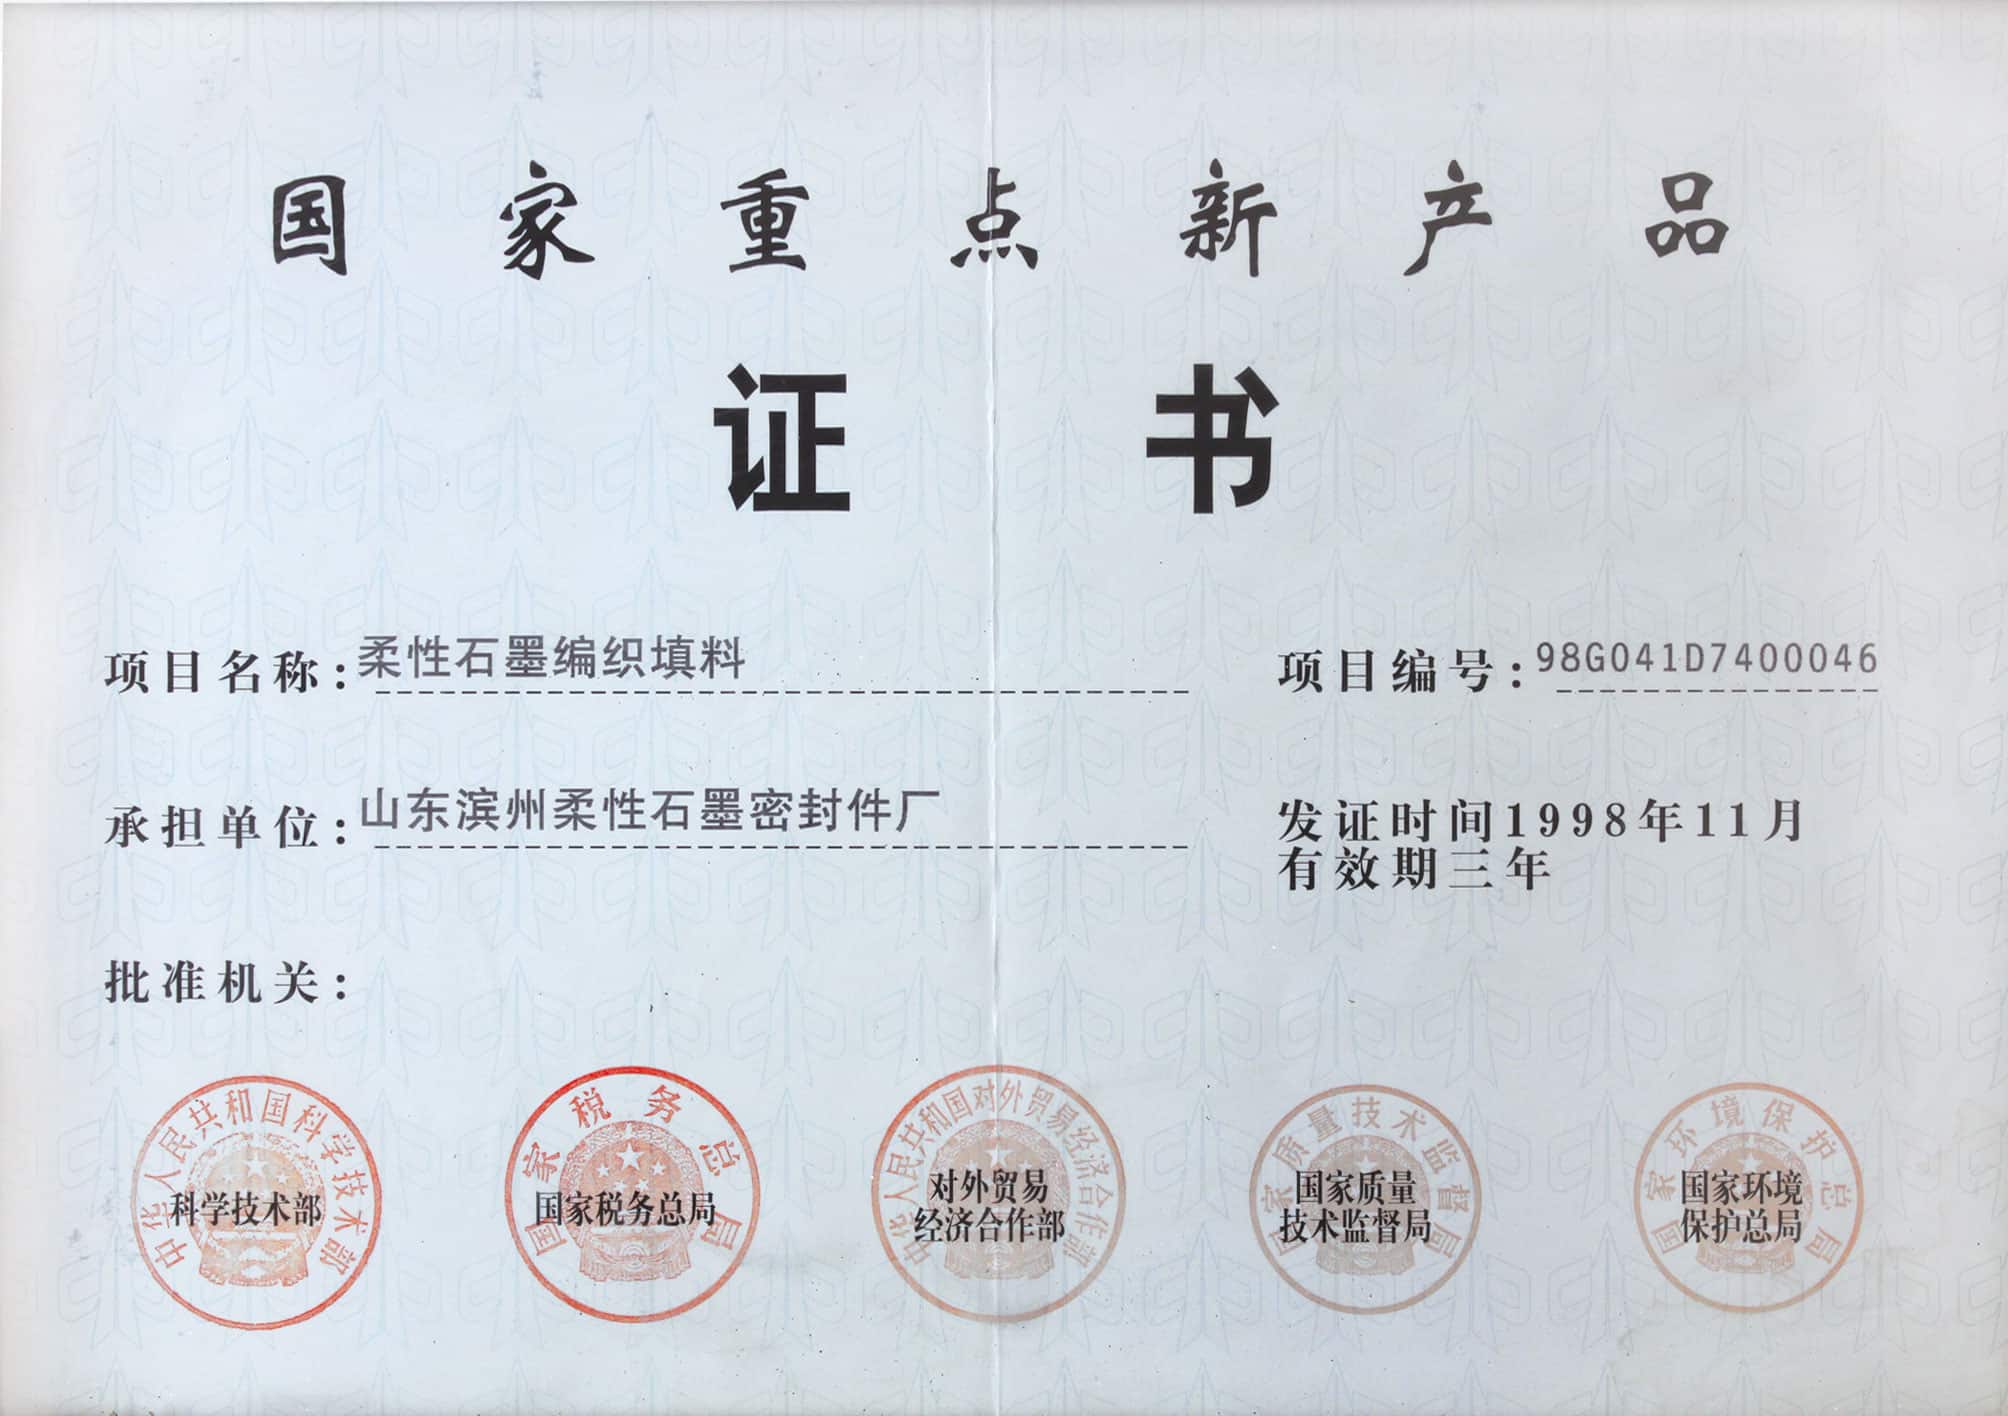 国家重点新产品
证书
项目名称：柔性石墨编织填料
项目编号：98G041D7400046
承担单位：山东滨州柔性石墨密封件厂
发证时间1998年11月
有效期三年
批准机关：
中华人民共和国科学技术部
科学技术部
国家税务总局
国家税务总局
中华人民共和国对外贸易经济合作部
对外贸易
经济合作部
国家质量技术监督局
国家质量
技术监督局
国家环境保护总局
国家环境
保护总局